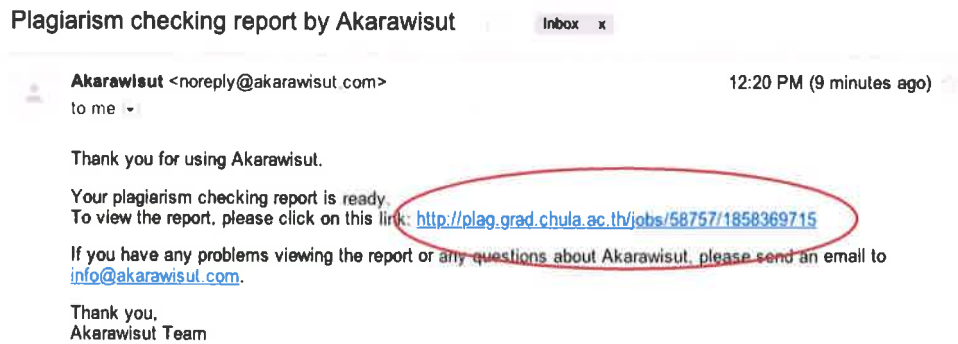 Plagiarism checking report by Akarawisut Inbox x
Akarawisut <noreply@akarawisut.com> 12:20 PM (9 minutes ago)
to me
Thank you for using Akarawisut.
Your plagiarism checking report is ready.
To view the report, please click on this link: http://plag.grad.chula.ac.th/jobs/58757/1858369715
If you have any problems viewing the report or any questions about Akarawisut, please send an email to
info@akarawisut.com.
Thank you,
Akarawisut Team